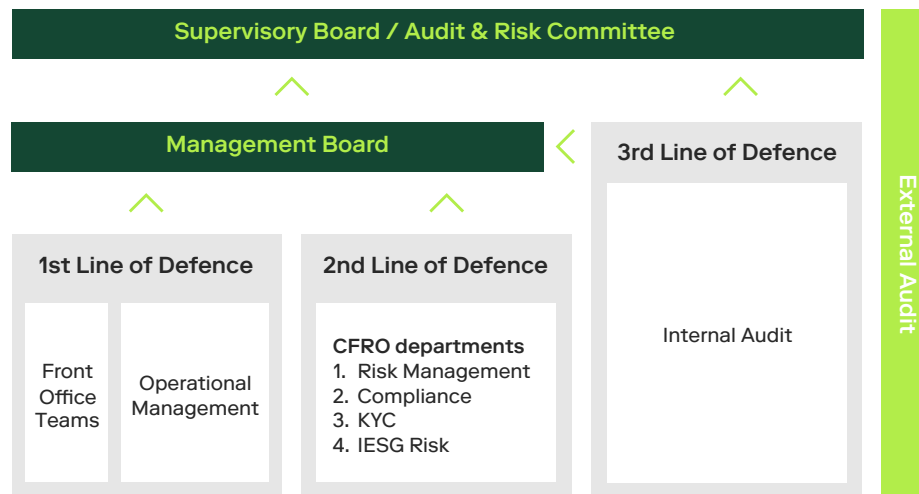 Supervisory Board / Audit & Risk Committee
Management Board
3rd Line of Defence
External Audit
1st Line of Defence
2nd Line of Defence
Front
Office
Teams
Operational
Management
CFRO departments
1. Risk Management
2. Compliance
3. KYC
4. IESG Risk
Internal Audit